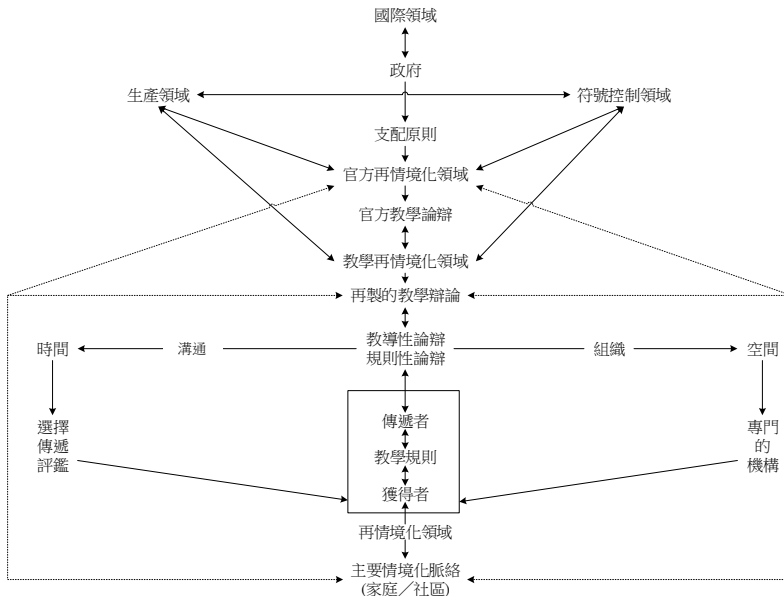 國際領域
政府
生產領域
符號控制領域
支配原則
官方再情境化領域
官方教學論辯
教學再情境化領域
再製的教學辯論
時間
溝通
教導性論辯
規則性論辯
組織
空間
傳遞者
選擇
傳遞
評鑑
教學規則
專門
的
機構
獲得者
再情境化領域
主要情境化脈絡
(家庭／社區)